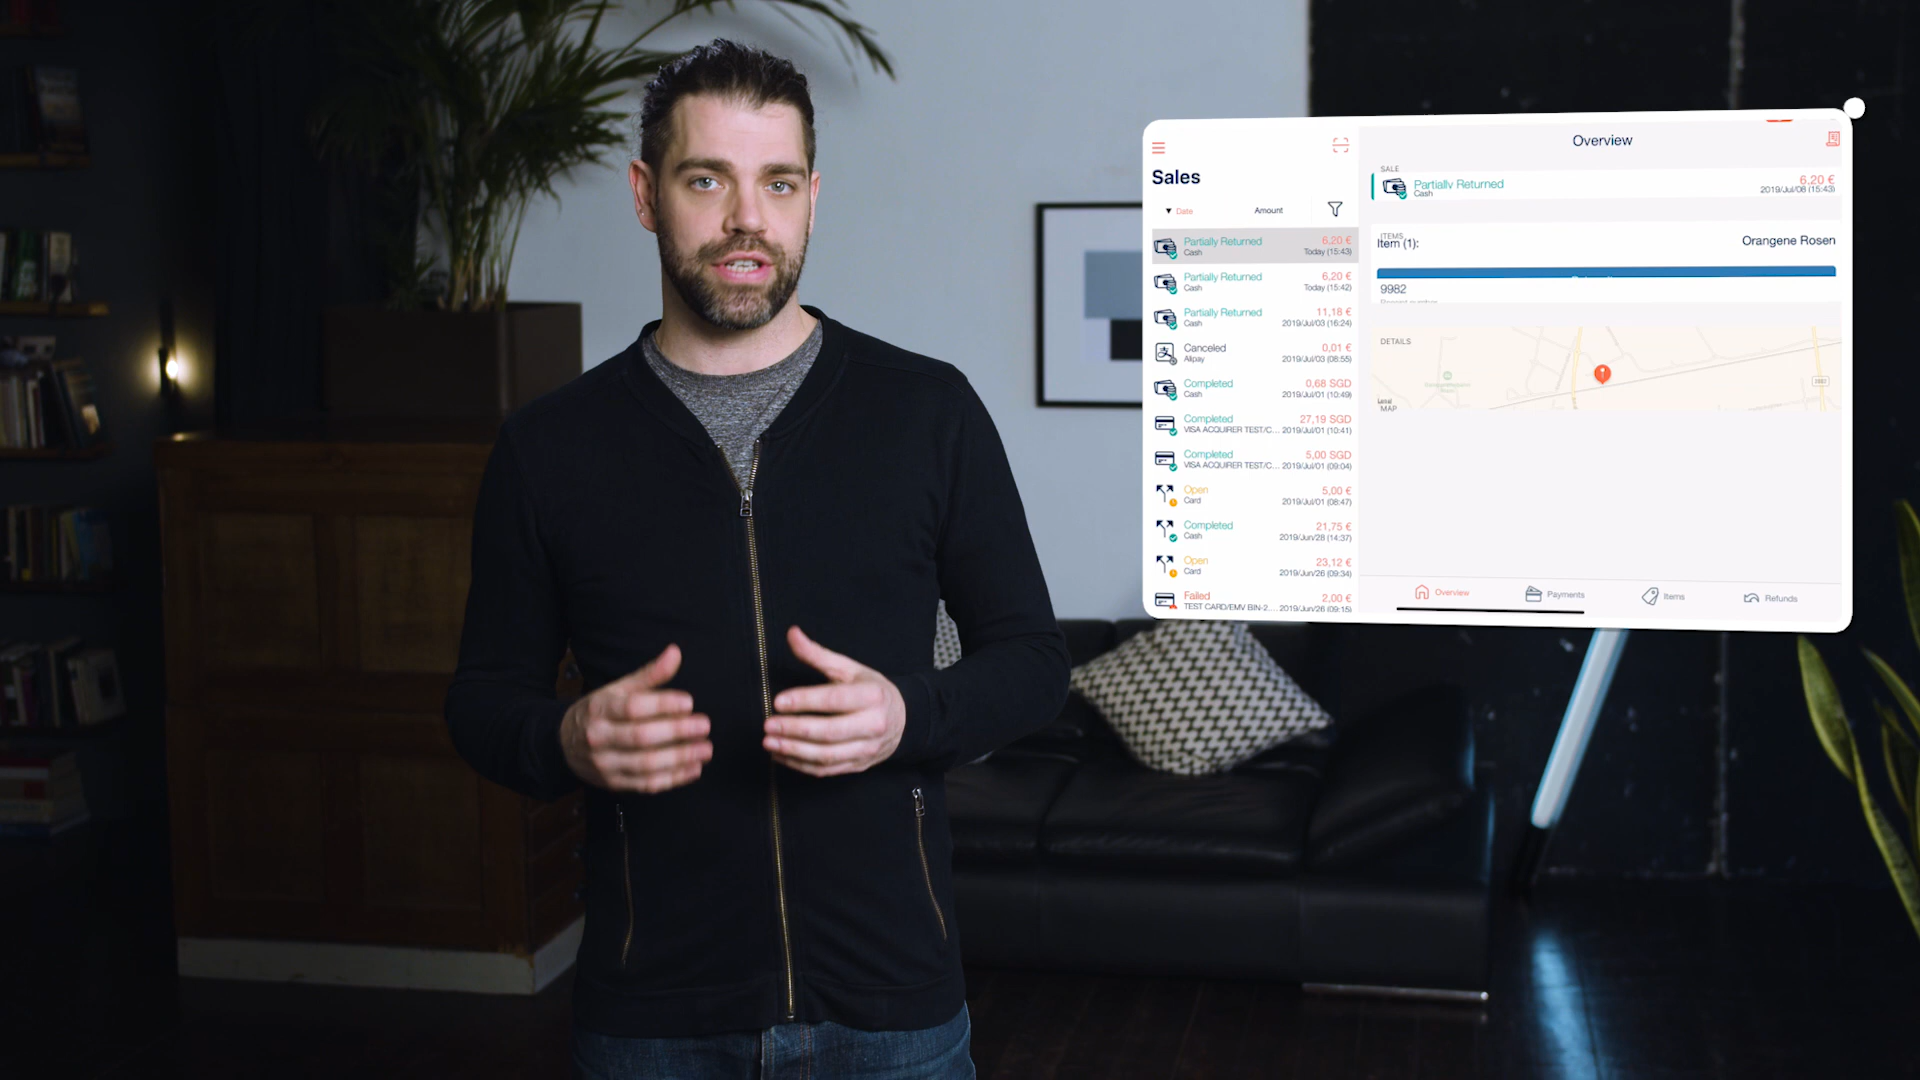 Sales
Date Amount
Partially Returned 6,20 €
Cash Today (15:43)
Partially Returned 6,20 €
Cash Today (15:42)
Partially Returned 11,18 €
Cash 2019/Jul/03 (16:24)
Canceled 0,01 €
Alipay 2019/Jul/03 (08:55)
Completed 0,68 SGD
Cash 2019/Jul/01 (10:49)
Completed 27,19 SGD
VISA ACQUIRER TEST/C... 2019/Jul/01 (10:41)
Completed 5,00 SGD
VISA ACQUIRER TEST/C... 2019/Jul/01 (09:04)
Open 5,00 €
Card 2019/Jul/01 (08:47)
Completed 21,75 €
Cash 2019/Jun/28 (14:37)
Open 23,12 €
Card 2019/Jun/26 (09:34)
Failed 2,00 €
TEST CARD/EMV BIN-2... 2019/Jun/26 (09:15)
Overview
SALE
Partially Returned 6,20 €
Cash 2019/Jul/08 (15:43)
ITEMS
Item (1): Orangene Rosen
9982
DETAILS
Legal
MAP
Overview Payments Items Refunds